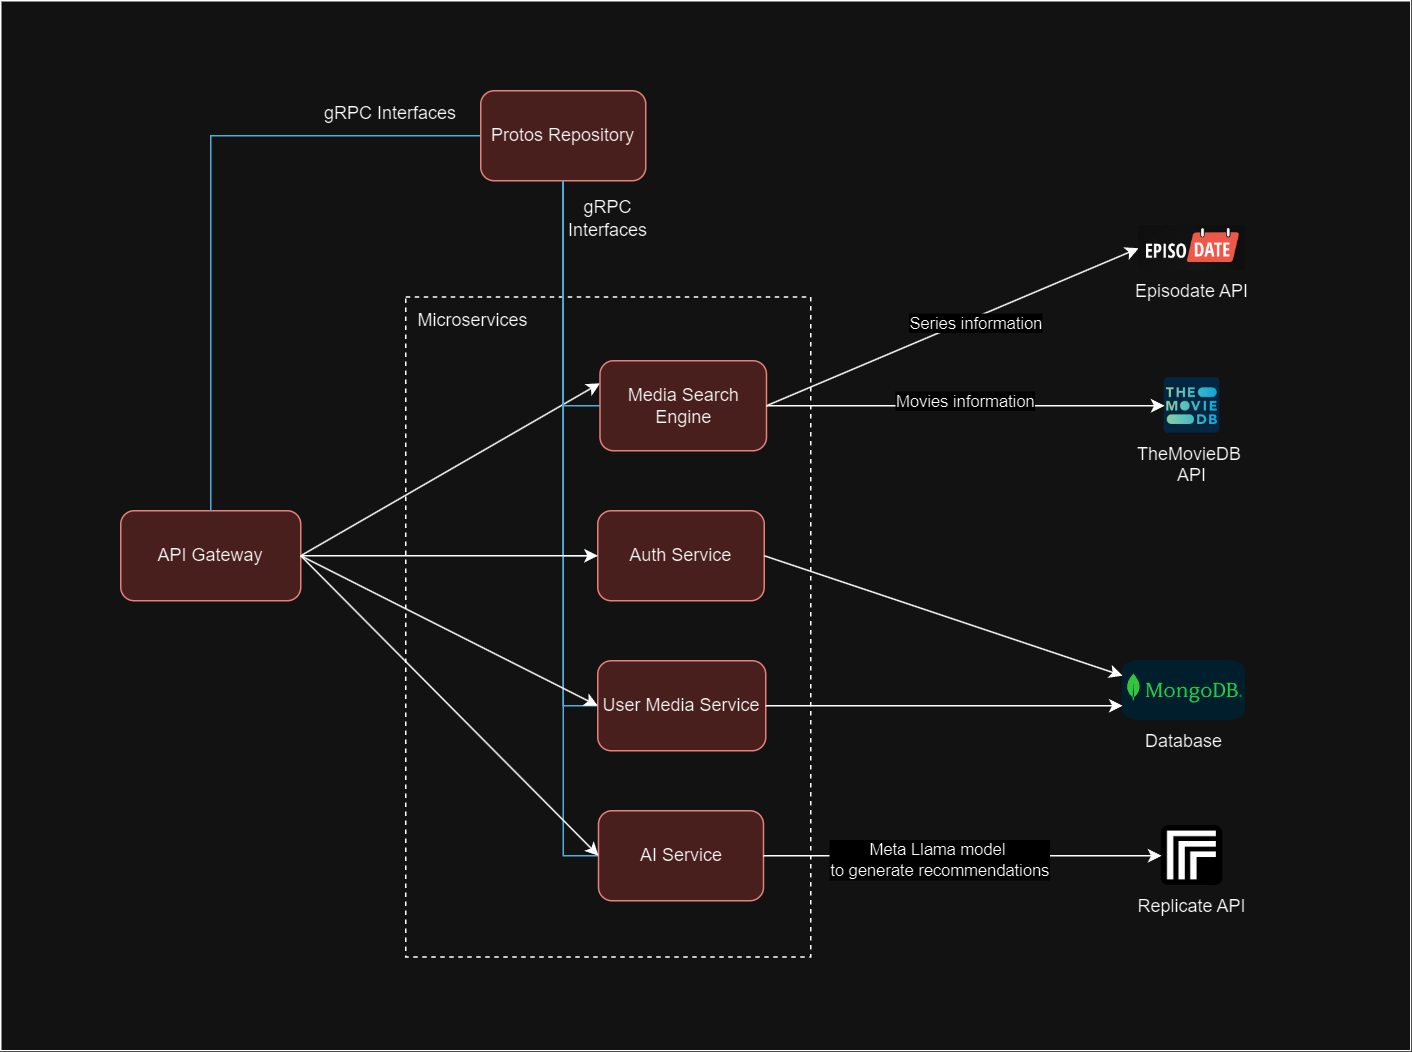 gRPC Interfaces
Protos Repository
gRPC
Interfaces
EPISODATE
Episodate API
Microservices
Series information
Media Search
Engine
Movies information
THE
MOVIE
DB
TheMovieDB
API
API Gateway
Auth Service
User Media Service
MongoDB.
Database
AI Service
Meta Llama model
to generate recommendations
Replicate API